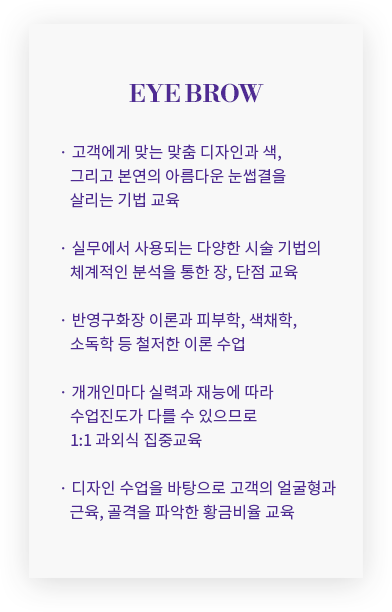 EYE BROW
· 고객에게 맞는 맞춤 디자인과 색,
그리고 본연의 아름다운 눈썹결을
살리는 기법 교육
· 실무에서 사용되는 다양한 시술 기법의
체계적인 분석을 통한 장, 단점 교육
· 반영구화장 이론과 피부학, 색채학,
소독학 등 철저한 이론 수업
· 개개인마다 실력과 재능에 따라
수업진도가 다를 수 있으므로
1:1 과외식 집중교육
· 디자인 수업을 바탕으로 고객의 얼굴형과
근육, 골격을 파악한 황금비율 교육